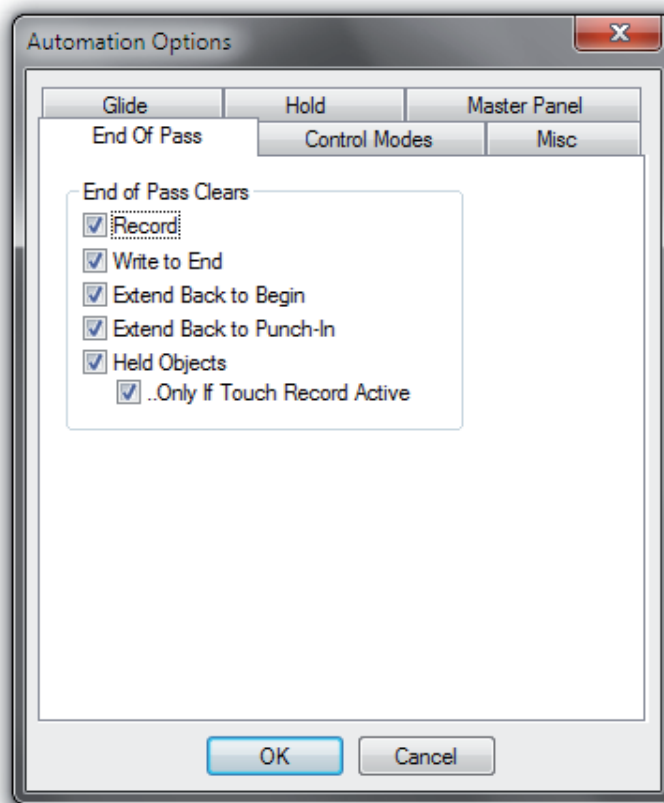 Automation Options
Glide Hold Master Panel
End Of Pass Control Modes Misc
End of Pass Clears
Record
Write to End
Extend Back to Begin
Extend Back to Punch-In
Held Objects
..Only If Touch Record Active
OK Cancel